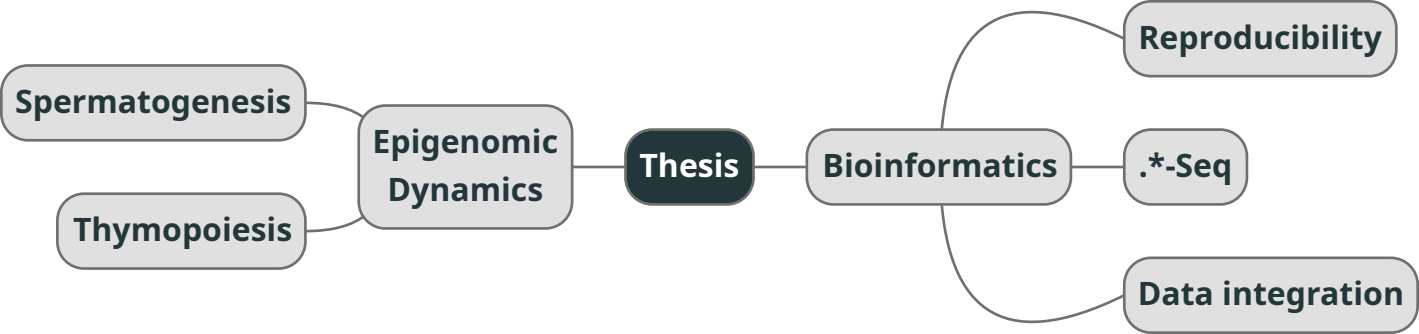 Reproducibility
Spermatogenesis
Epigenomic
Dynamics
Thesis
Bioinformatics
.*-Seq
Thymopoiesis
Data integration